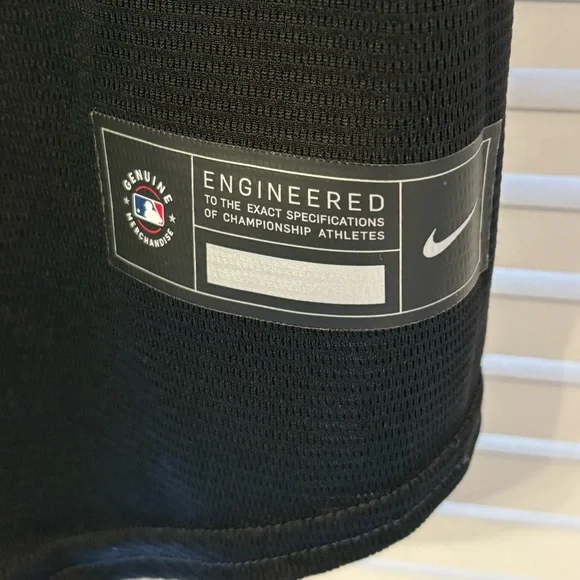 GENUINE
MERCHANDISE
ENGINEERED
TO THE EXACT SPECIFICATIONS
OF CHAMPIONSHIP ATHLETES